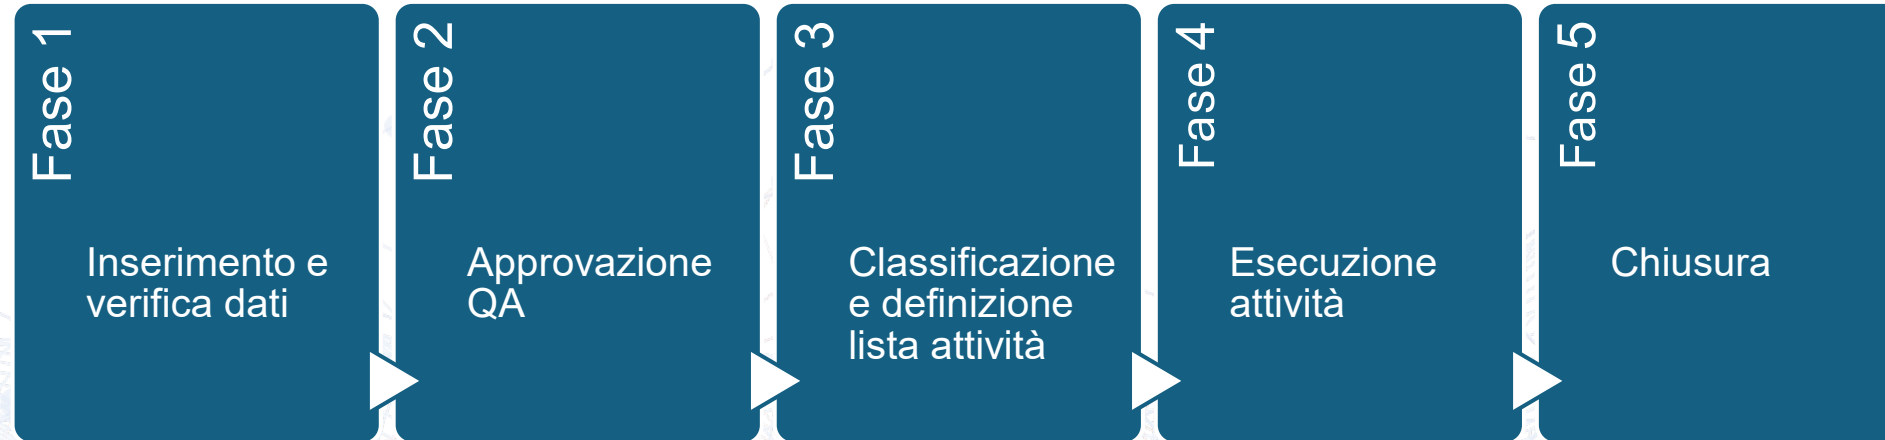 Fase 1
Inserimento e
verifica dati
Fase 2
Approvazione
QA
Fase 3
Classificazione
e definizione
lista attività
Fase 4
Esecuzione
attività
Fase 5
Chiusura